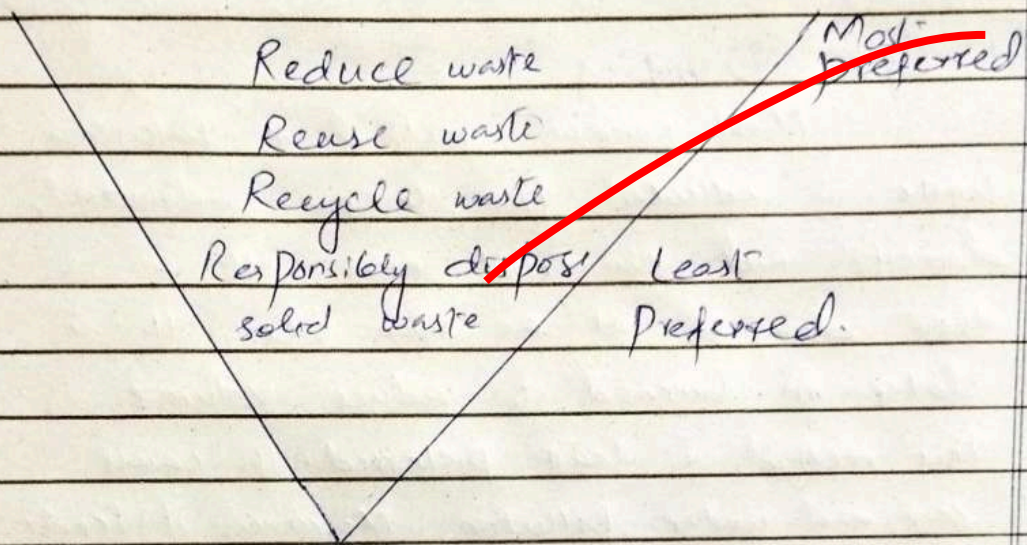 Reduce waste
Most
preferred
Reuse waste
Recycle waste
Responsibly dispose Least
solid waste Preferred.